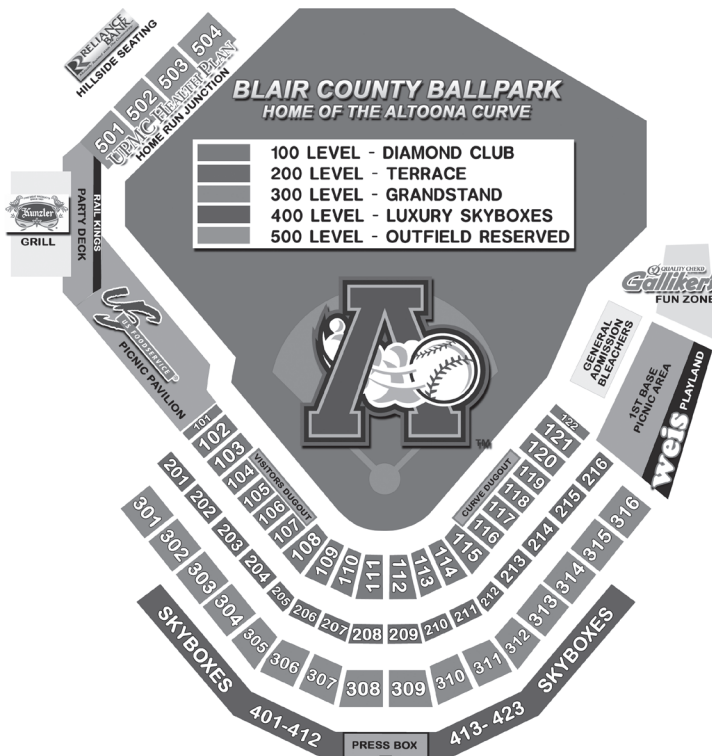 RELIANCE
BANK
HILLSIDE SEATING
501 502 503 504
UPMC HEALTH PLAN
HOME RUN JUNCTION
BLAIR COUNTY BALLPARK
HOME OF THE ALTOONA CURVE
100 LEVEL - DIAMOND CLUB
200 LEVEL - TERRACE
300 LEVEL - GRANDSTAND
400 LEVEL - LUXURY SKYBOXES
500 LEVEL - OUTFIELD RESERVED
Kunzler
GRILL
PARTY DECK
RAIL KINGS
US FOODSERVICE
PICNIC PAVILION
A
TM
QUALITY CHEKD
Galliker's
FUN ZONE
GENERAL
ADMISSION
BLEACHERS
1ST BASE
PICNIC AREA
weis PLAYLAND
VISITORS DUGOUT
CURVE DUGOUT
101 102 103 104 105 106 107 108 109 110 111 112 113 114 115 116 117 118 119 120 121 122
201 202 203 204 205 206 207 208 209 210 211 212 213 214 215 216
301 302 303 304 305 306 307 308 309 310 311 312 313 314 315 316
SKYBOXES
401-412
PRESS BOX
413-423
SKYBOXES